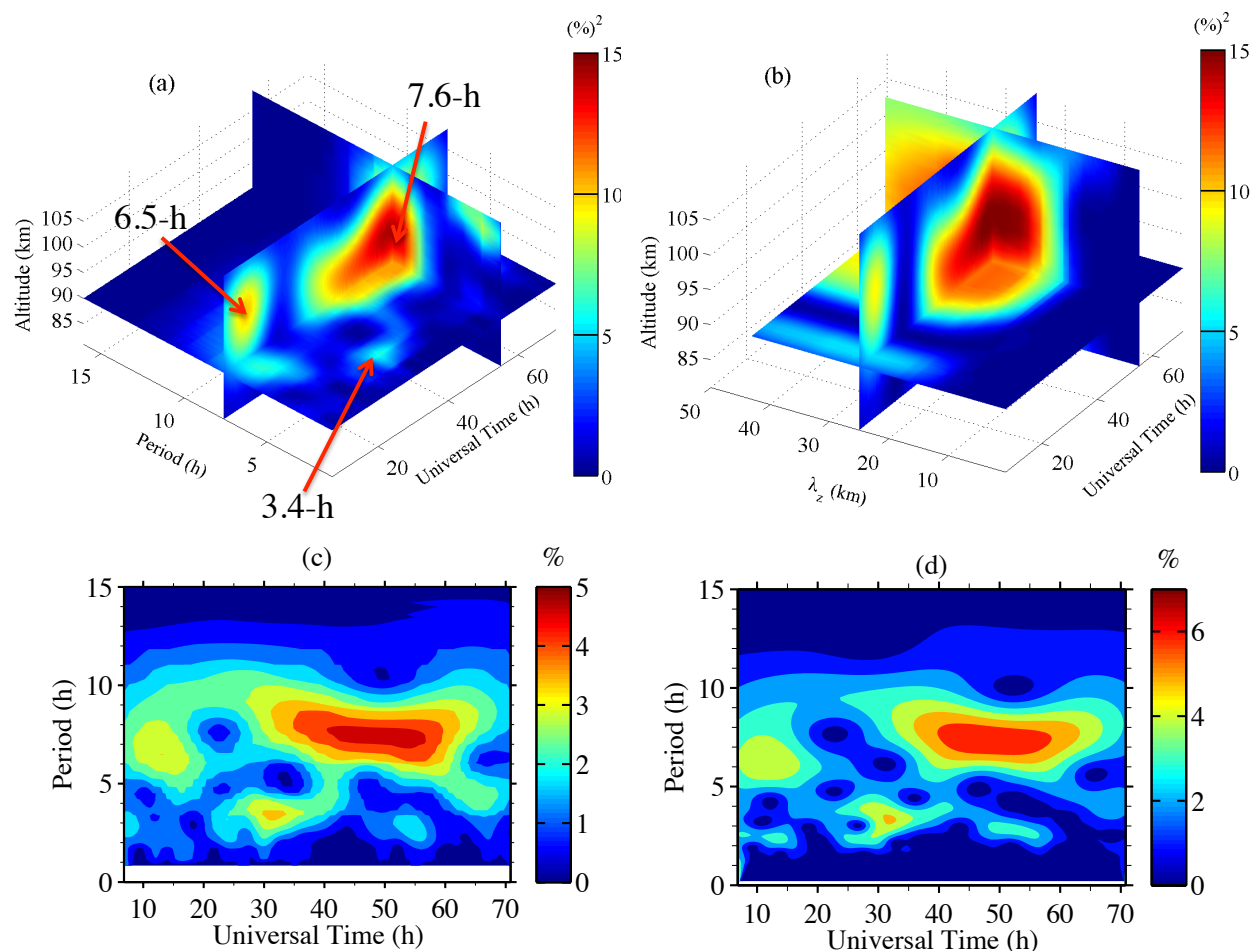 (a)
7.6-h
6.5-h
3.4-h
Altitude (km)
105
100
95
90
85
15
10
5
Period (h)
20
40
60
Universal Time (h)
(%)2
15
10
5
0
(b)
Altitude (km)
105
100
95
90
85
50
40
30
20
10
λz (km)
20
40
60
Universal Time (h)
(%)2
15
10
5
0
(c)
%
Period (h)
15
10
5
0
10 20 30 40 50 60 70
Universal Time (h)
5
4
3
2
1
0
(d)
%
Period (h)
15
10
5
0
10 20 30 40 50 60 70
Universal Time (h)
6
4
2
0